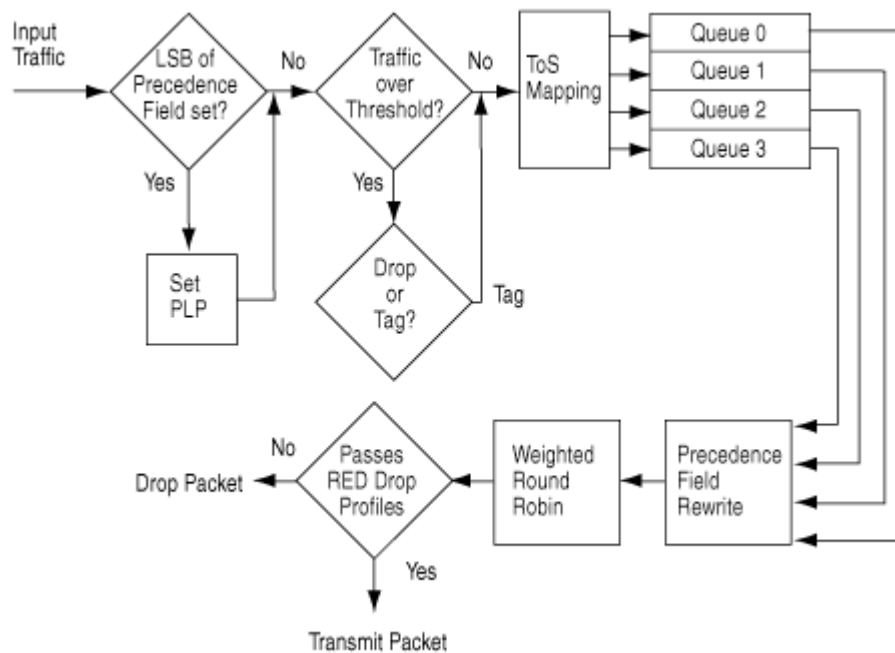 Input
Traffic
LSB of
Precedence
Field set?
No
Yes
Set
PLP
Traffic
over
Threshold?
No
Yes
Drop
or
Tag?
Tag
ToS
Mapping
Queue 0
Queue 1
Queue 2
Queue 3
Precedence
Field
Rewrite
Weighted
Round
Robin
Passes
RED Drop
Profiles
No
Drop Packet
Yes
Transmit Packet